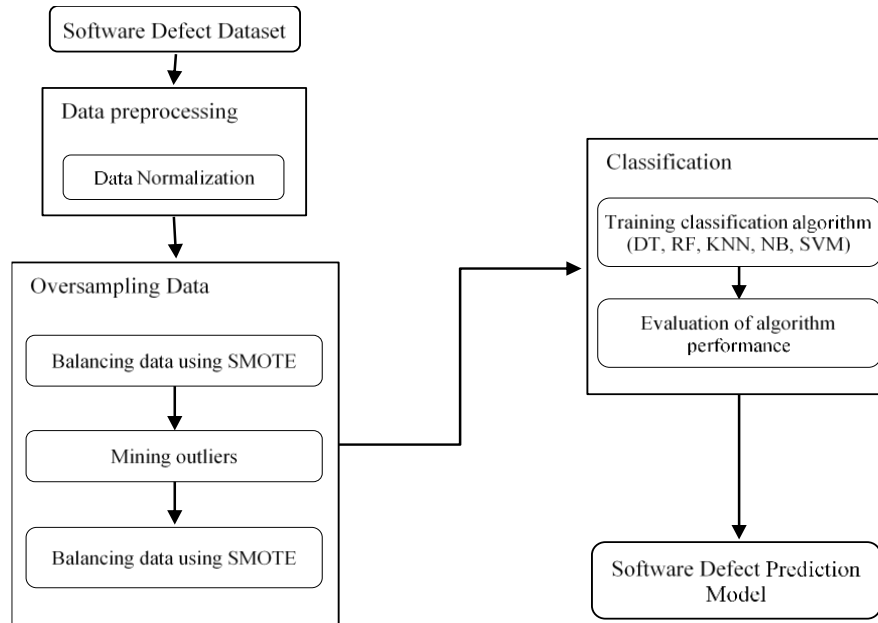 Software Defect Dataset
Data preprocessing
Data Normalization
Oversampling Data
Balancing data using SMOTE
Mining outliers
Balancing data using SMOTE
Classification
Training classification algorithm
(DT, RF, KNN, NB, SVM)
Evaluation of algorithm
performance
Software Defect Prediction
Model